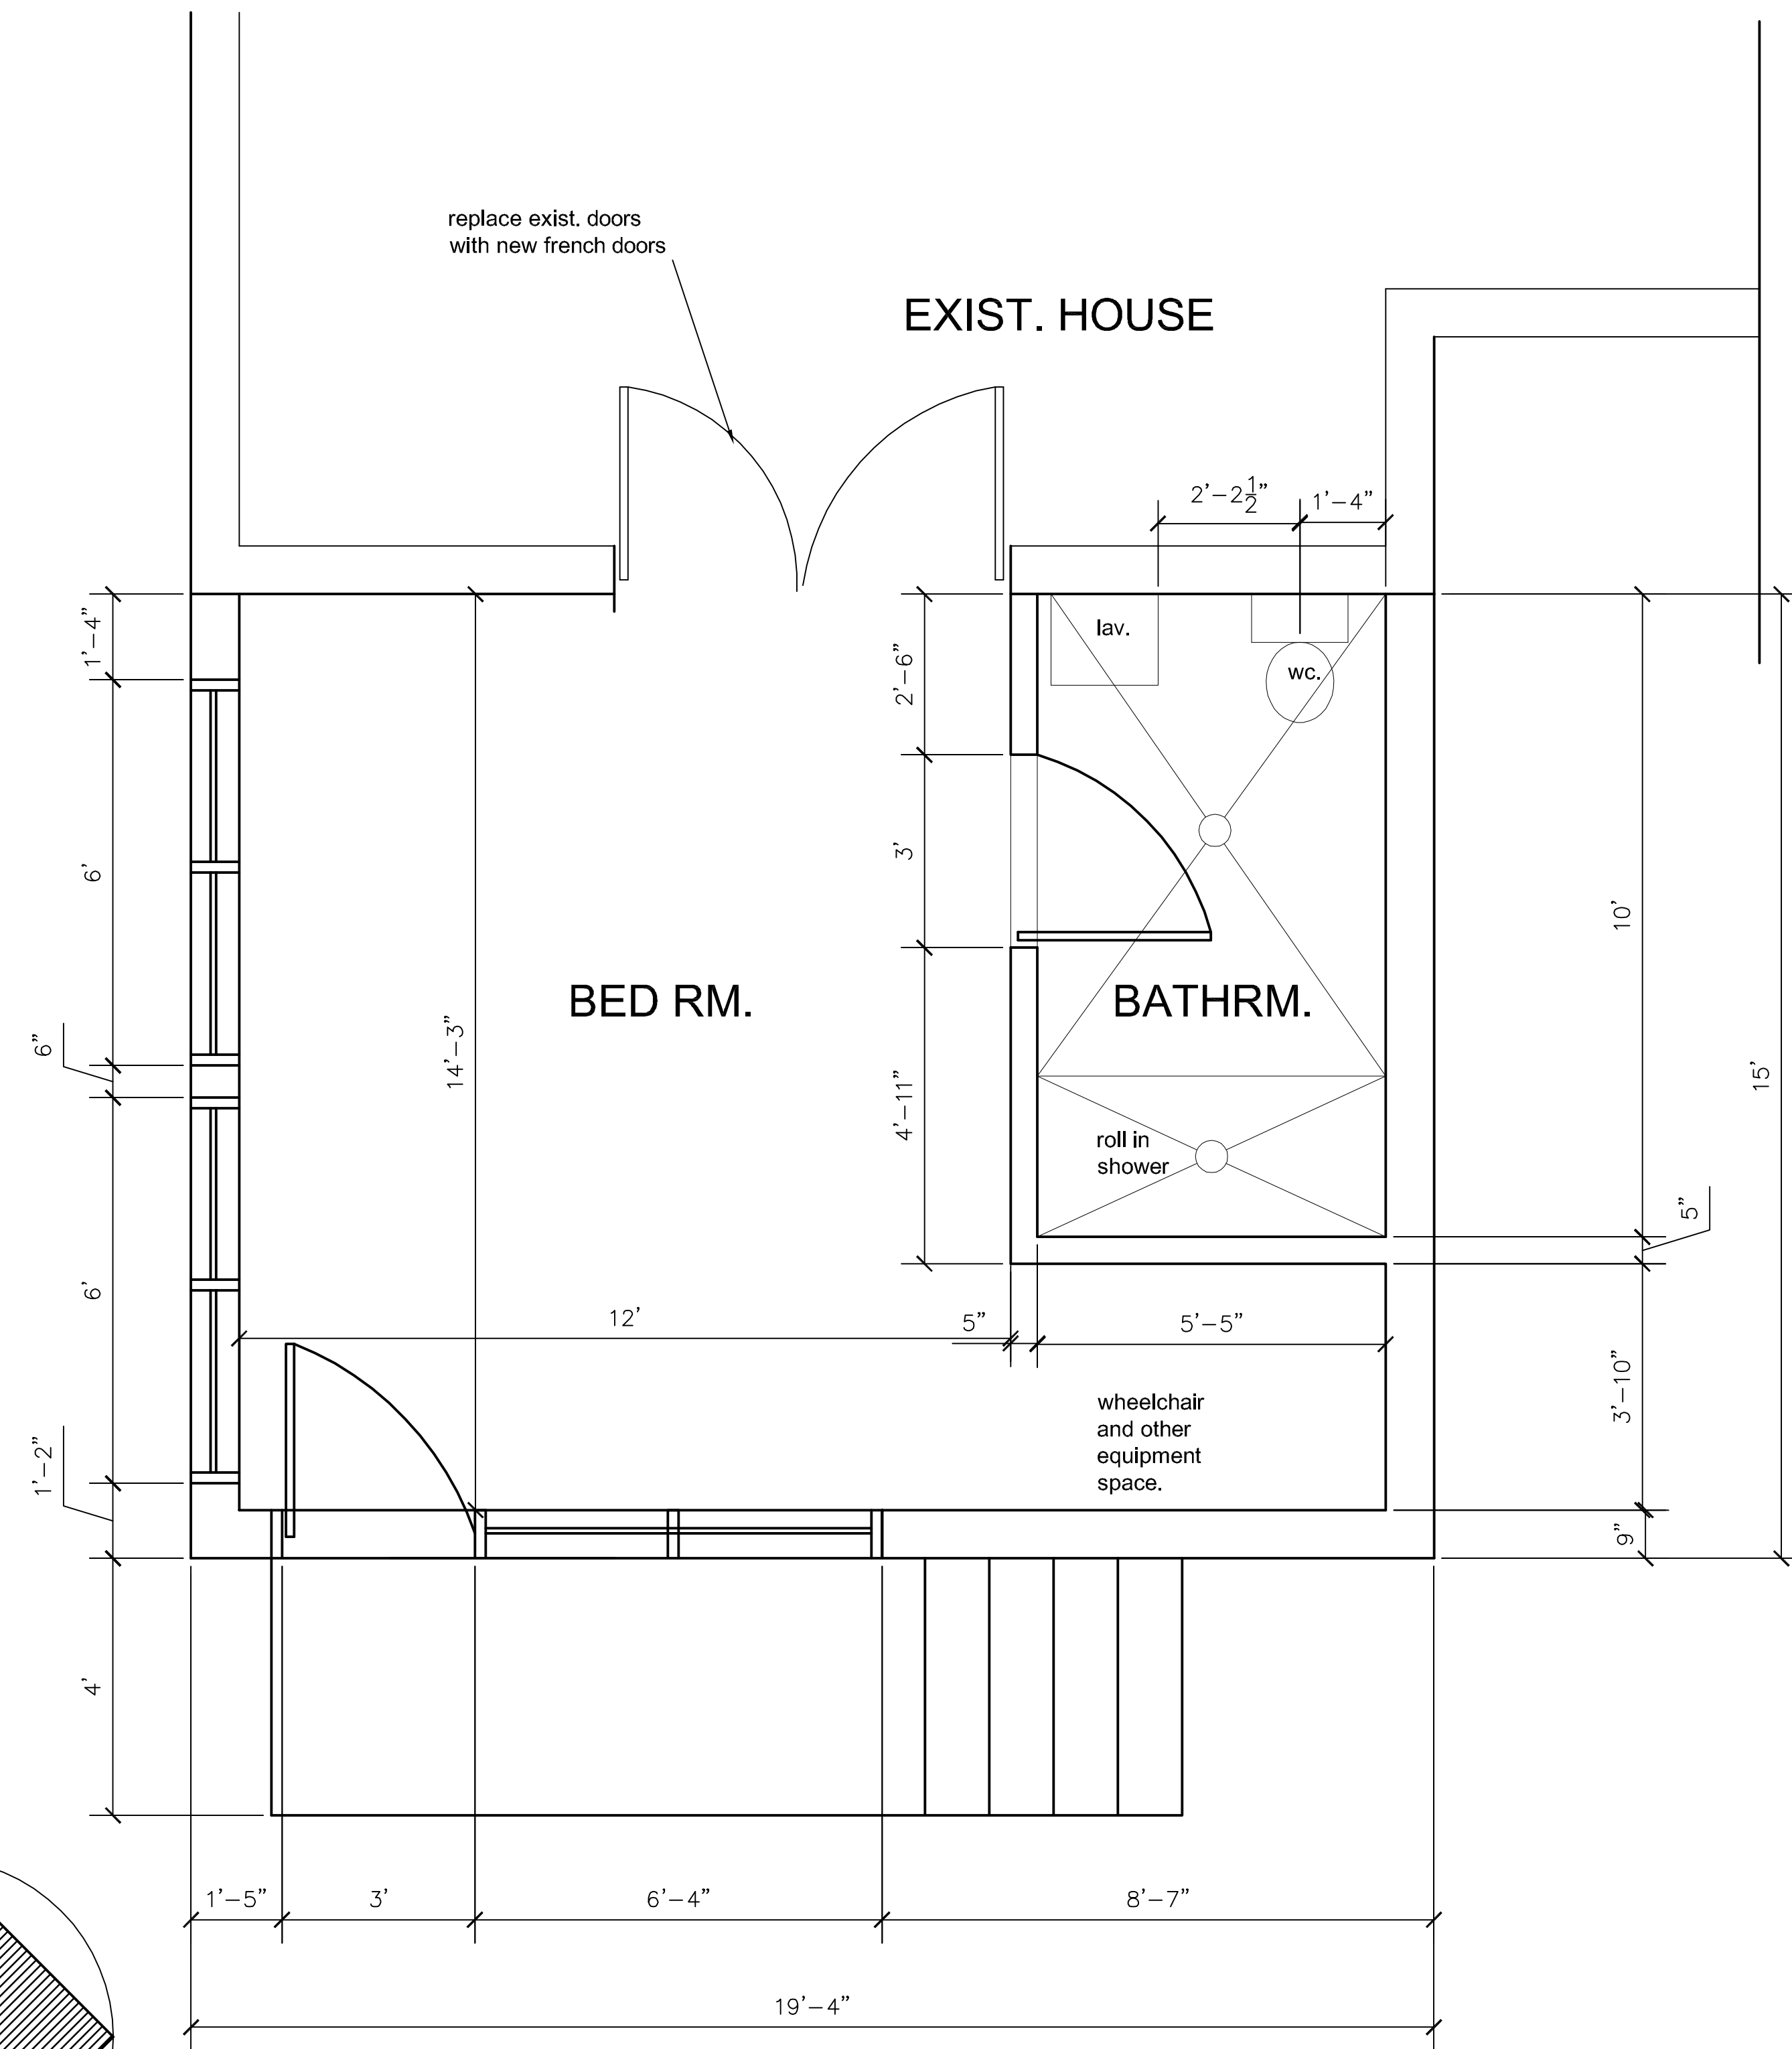 replace exist. doors
with new french doors
EXIST. HOUSE
2'-2 1/2"
1'-4"
1'-4"
lav.
wc.
2'-6"
6'
3'
10'
BED RM.
BATHRM.
6"
14'-3"
15'
4'-11"
roll in
shower
5"
6'
12'
5"
5'-5"
3'-10"
wheelchair
and other
equipment
space.
1'-2"
9"
4'
1'-5"
3'
6'-4"
8'-7"
19'-4"